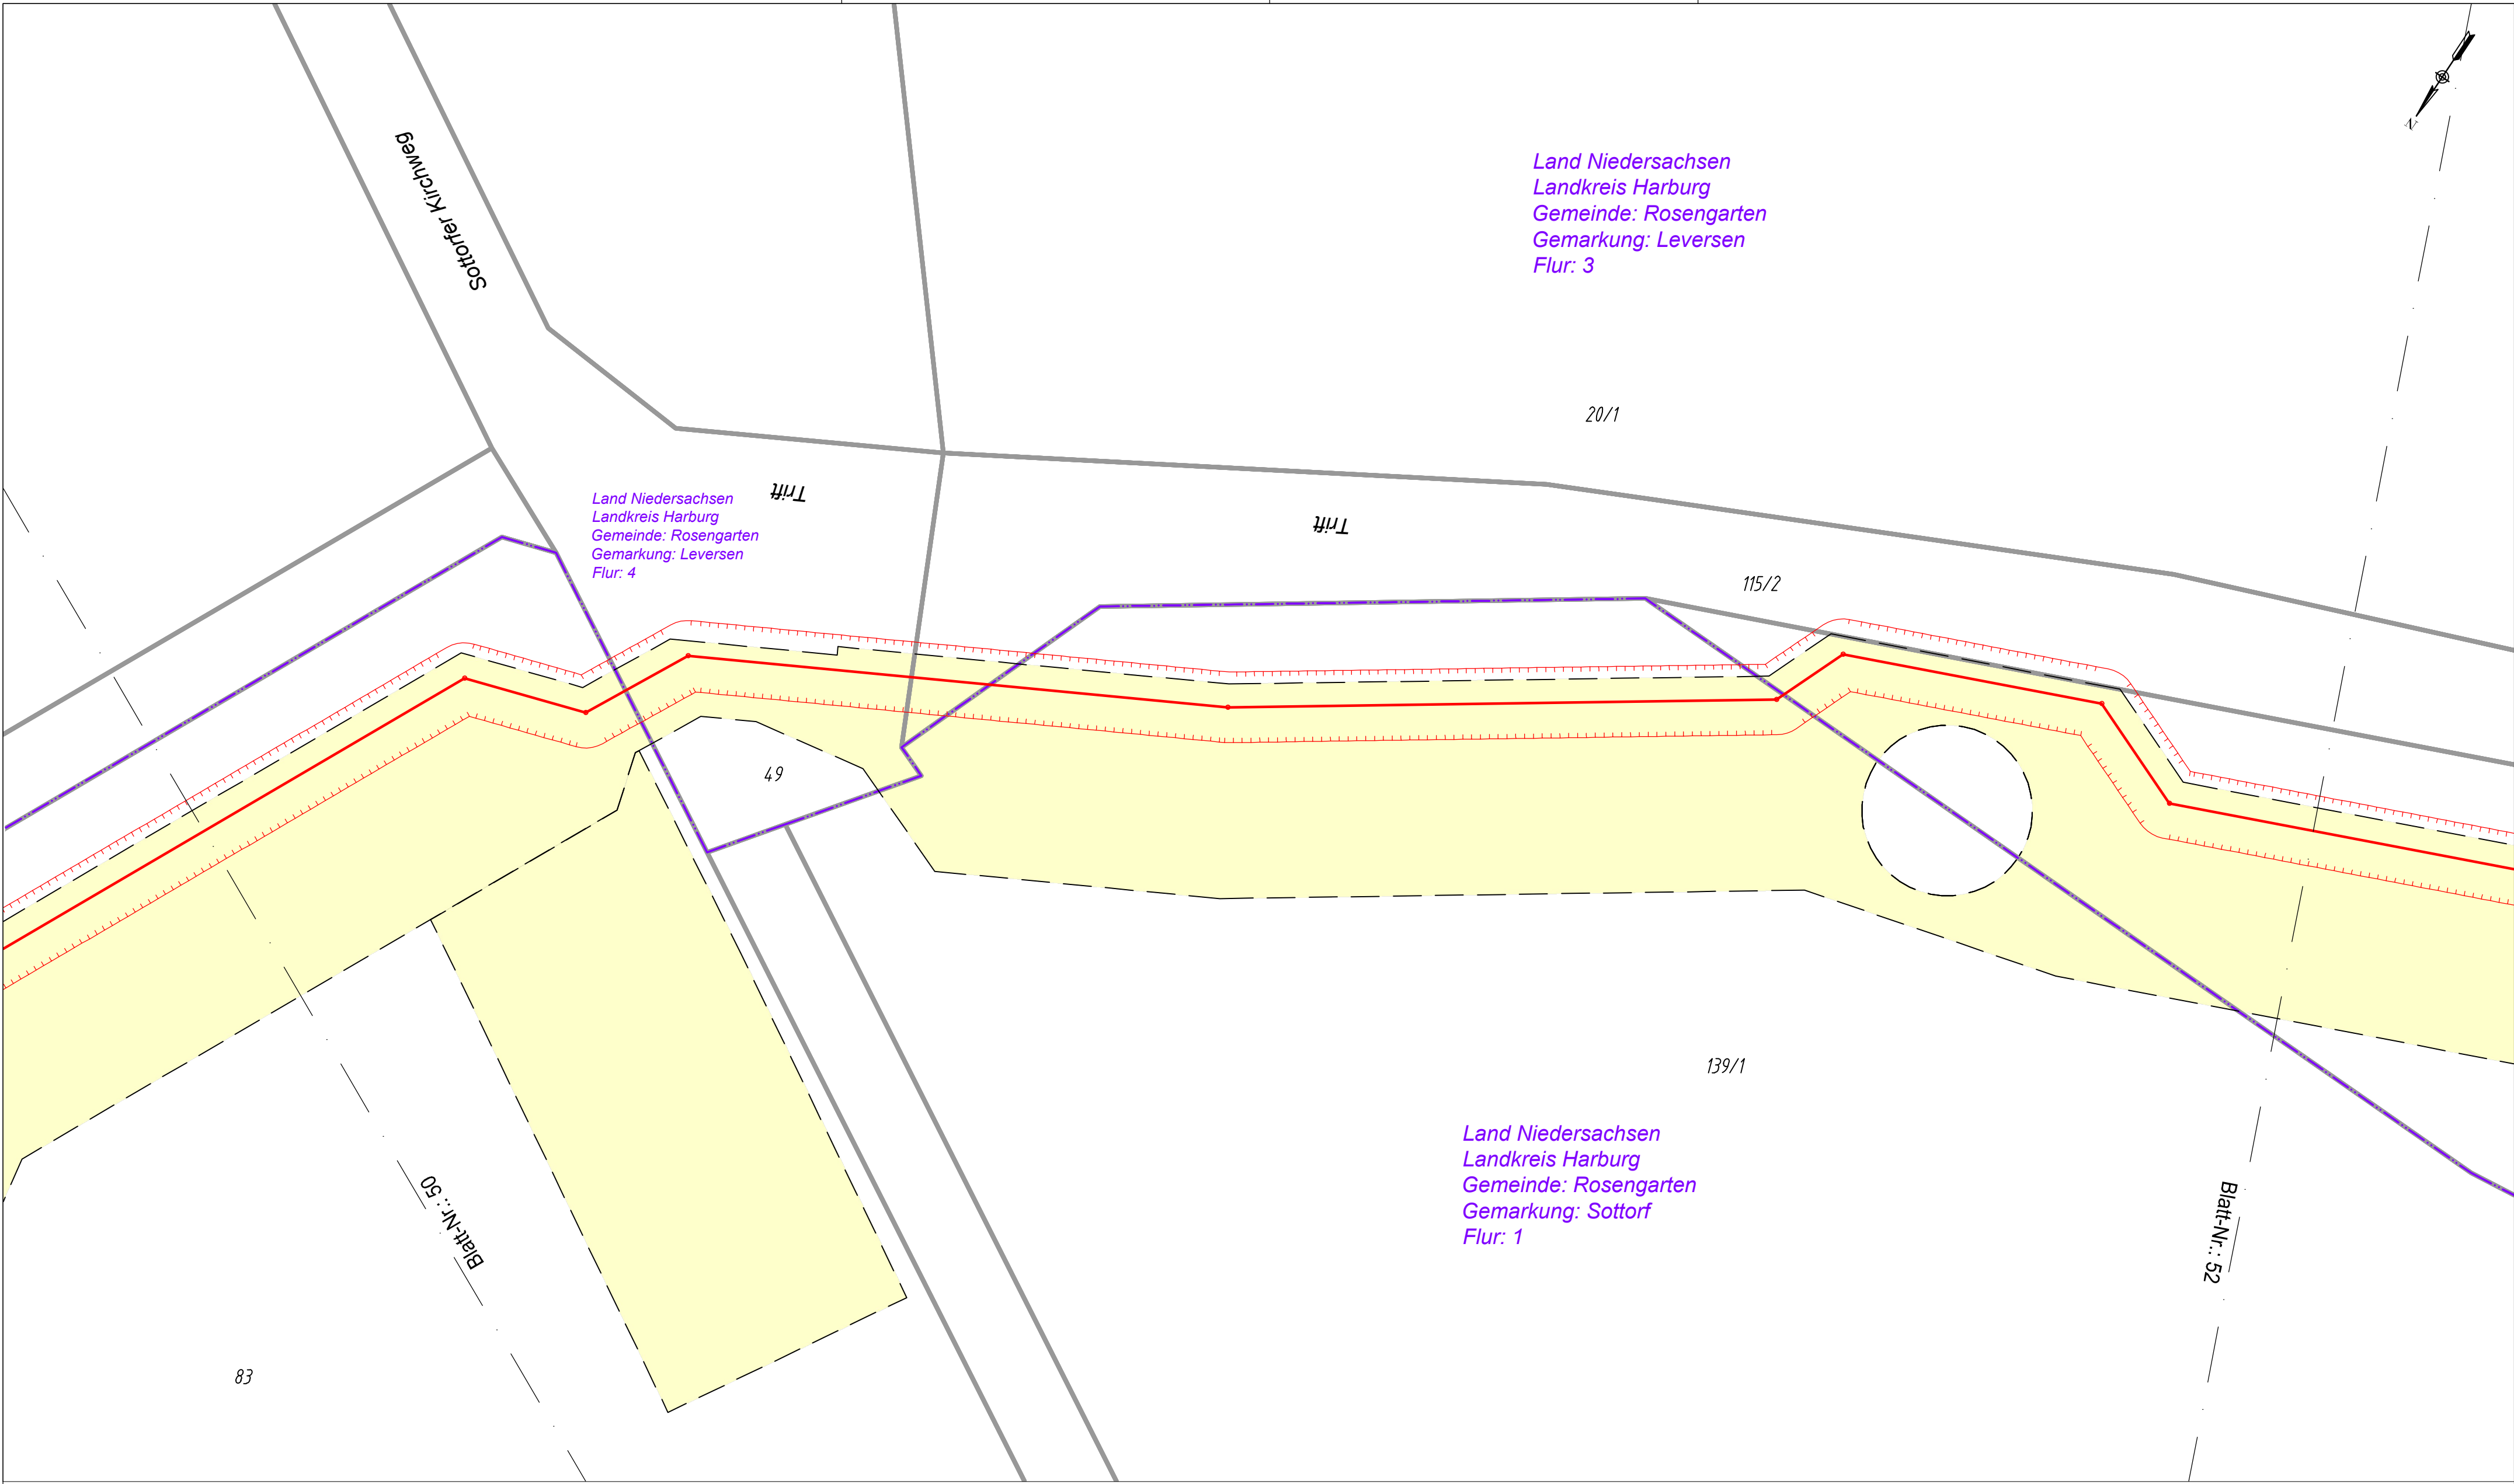 N
Sottorfer Kirchweg
Land Niedersachsen
Landkreis Harburg
Gemeinde: Rosengarten
Gemarkung: Leversen
Flur: 3
20/1
Trift
Land Niedersachsen
Landkreis Harburg
Gemeinde: Rosengarten
Gemarkung: Leversen
Flur: 4
Trift
115/2
49
139/1
Land Niedersachsen
Landkreis Harburg
Gemeinde: Rosengarten
Gemarkung: Sottorf
Flur: 1
Blatt-Nr.: 50
Blatt-Nr.: 52
83